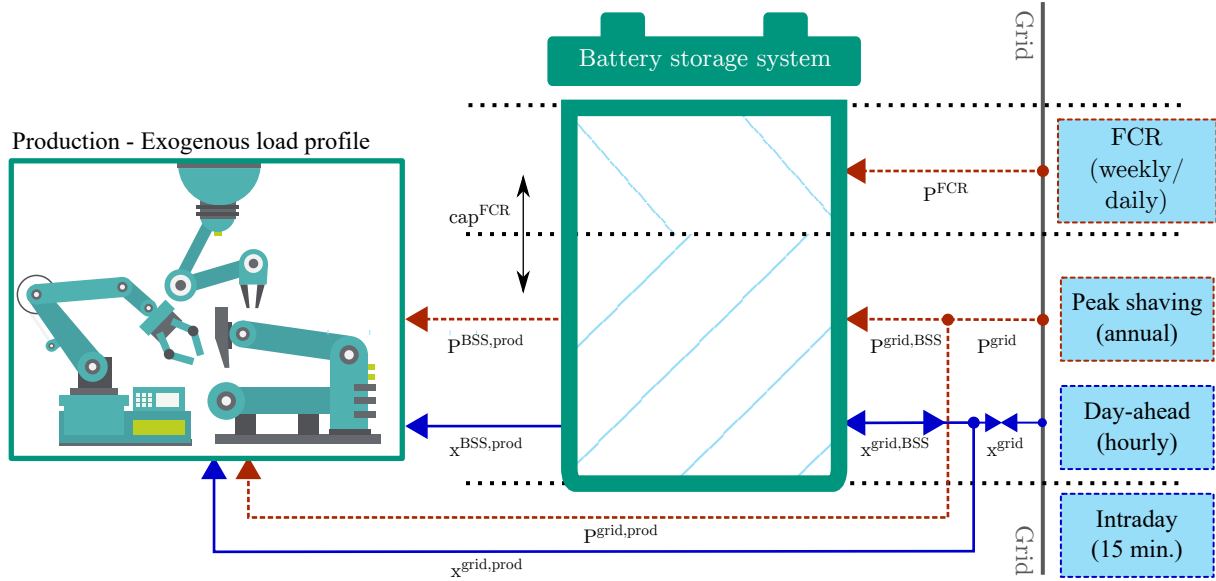 Grid
Battery storage system
Production - Exogenous load profile
FCR
(weekly/
daily)
P^FCR
cap^FCR
Peak shaving
(annual)
P^BSS,prod
P^grid,BSS
P^grid
Day-ahead
(hourly)
x^BSS,prod
x^grid,BSS
x^grid
Intraday
(15 min.)
P^grid,prod
Grid
x^grid,prod